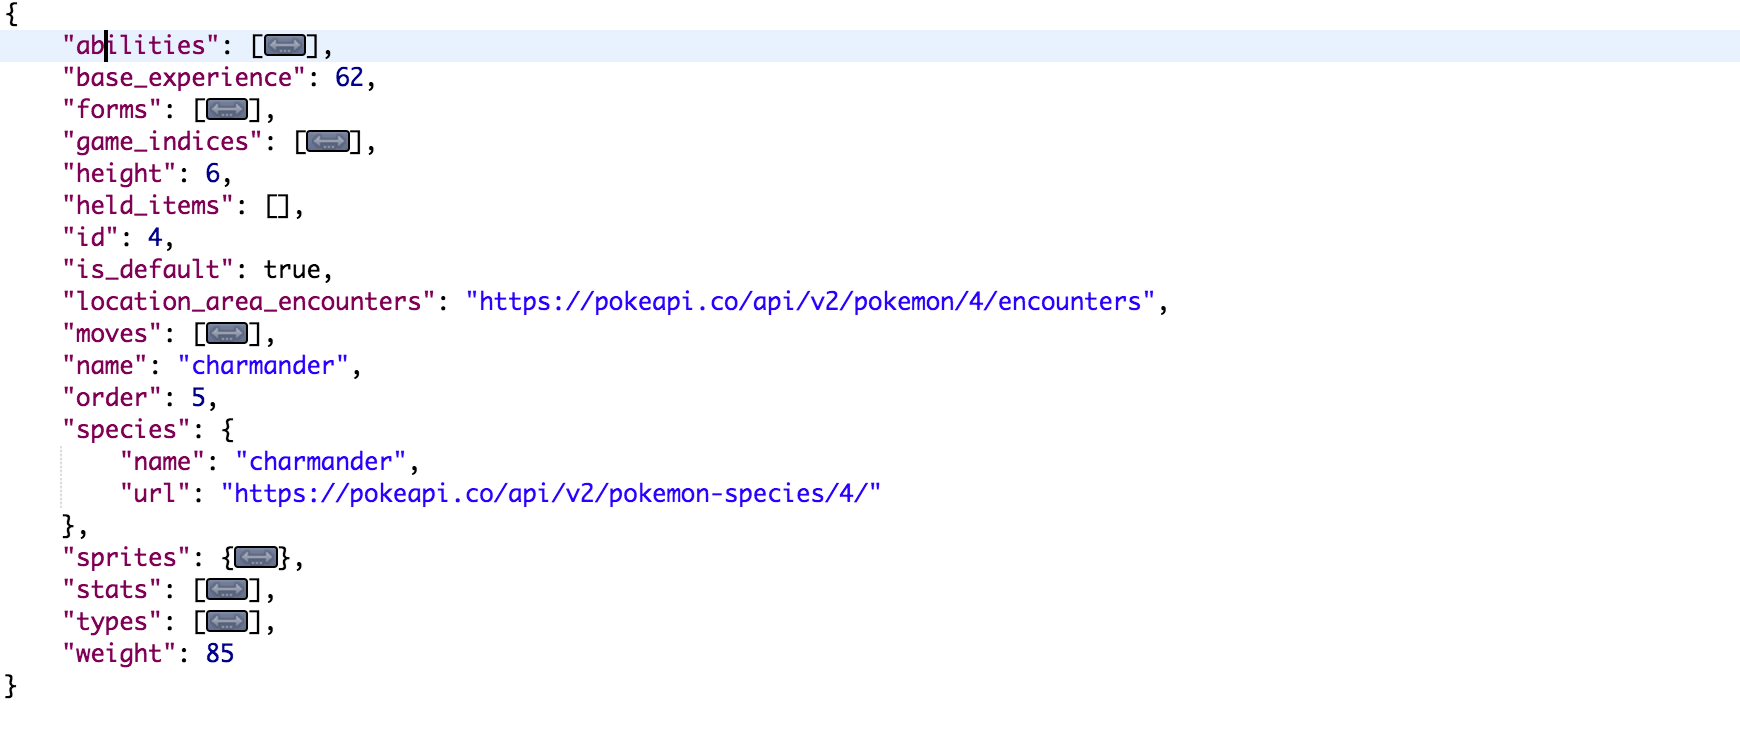 {
    "abilities": [...],
    "base_experience": 62,
    "forms": [...],
    "game_indices": [...],
    "height": 6,
    "held_items": [],
    "id": 4,
    "is_default": true,
    "location_area_encounters": "https://pokeapi.co/api/v2/pokemon/4/encounters",
    "moves": [...],
    "name": "charmander",
    "order": 5,
    "species": {
        "name": "charmander",
        "url": "https://pokeapi.co/api/v2/pokemon-species/4/"
    },
    "sprites": {...},
    "stats": [...],
    "types": [...],
    "weight": 85
}